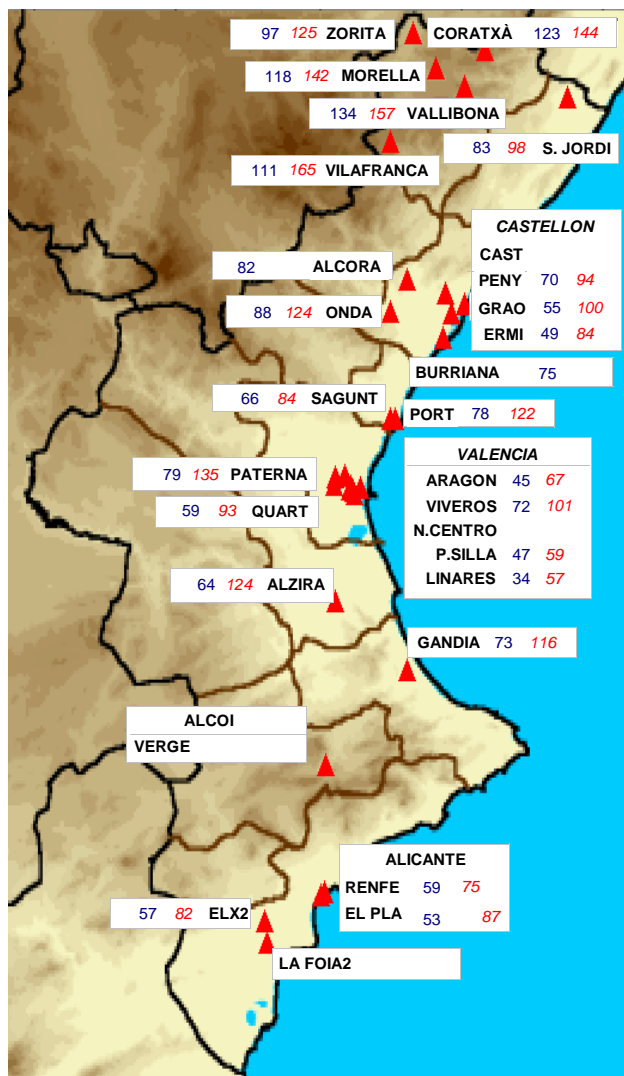 97 125 ZORITA
CORATXÀ 123 144
118 142 MORELLA
134 157 VALLIBONA
83 98 S. JORDI
111 165 VILAFRANCA
CASTELLON
CAST
PENY 70 94
GRAO 55 100
ERMI 49 84
82 ALCORA
88 124 ONDA
BURRIANA 75
66 84 SAGUNT
PORT 78 122
VALENCIA
ARAGON 45 67
VIVEROS 72 101
N.CENTRO
P.SILLA 47 59
LINARES 34 57
79 135 PATERNA
59 93 QUART
64 124 ALZIRA
GANDIA 73 116
ALCOI
VERGE
ALICANTE
RENFE 59 75
EL PLA 53 87
57 82 ELX2
LA FOIA2